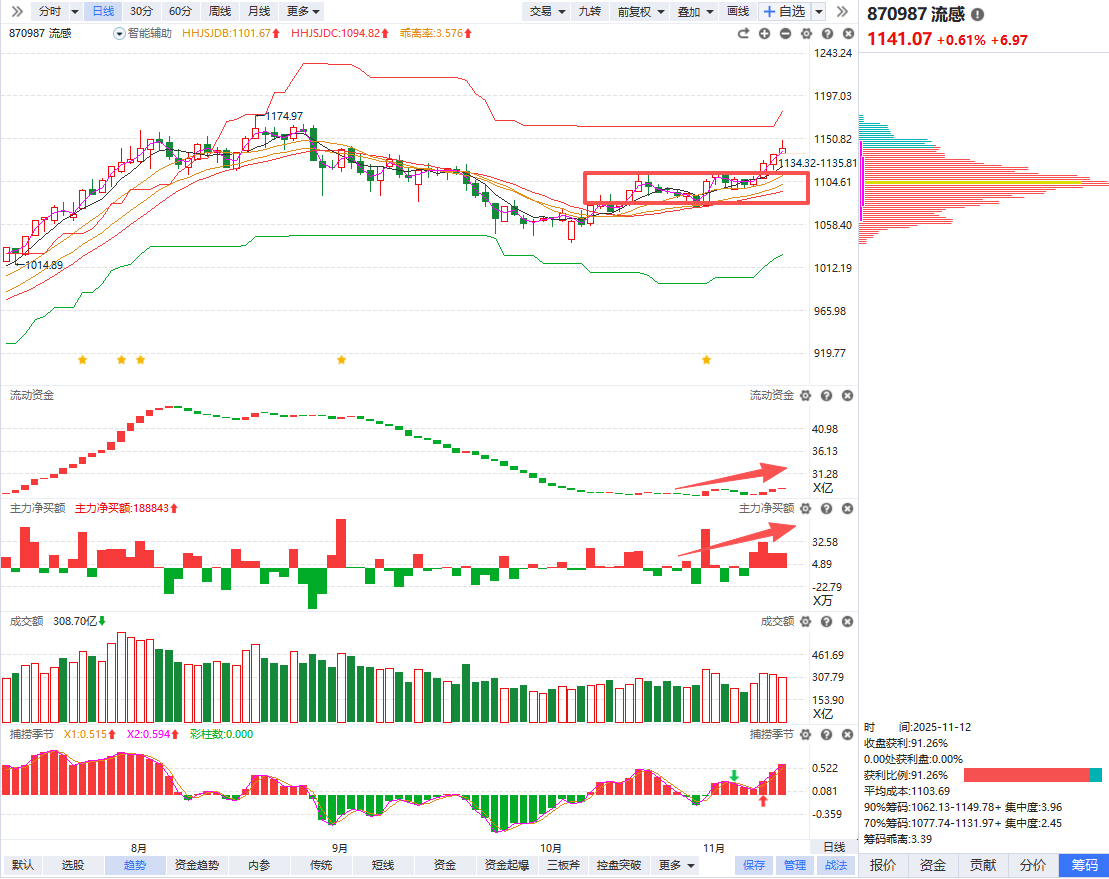 分时 日线 30分 60分 周线 月线 更多 交易 九转 前复权 叠加 画线 自选
870987 流感
1141.07 +0.61% +6.97
870987 流感 智能辅助 HHJSJDB:1101.67 HHJSJDC:1094.82 乖离率:3.576
1243.24
1197.03
1174.97
1150.82
1134.32-1155.81
1104.61
1058.40
1014.89
1012.19
965.98
919.77
流动资金 流动资金
40.98
36.13
31.28
X亿
主力净买额 主力净买额:188843 主力净买额
32.58
4.89
-22.79
X万
成交额 308.70亿 成交额
461.69
307.79
153.90
X亿
捕捞季节 X1:0.515 X2:0.594 彩柱数:0.000 捕捞季节
0.522
0.081
-0.359
8月 9月 10月 11月 日线
时 间:2025-11-12
收盘获利:91.26%
0.00处获利盘:0.00%
获利比例:91.26%
平均成本:1103.69
90%筹码:1062.13-1149.78+ 集中度:3.96
70%筹码:1077.74-1131.97+ 集中度:2.45
筹码乖离:3.39
默认 选股 趋势 资金趋势 内参 传统 短线 资金 资金起爆 三板斧 控盘突破 更多 保存 管理 战法
报价 资金 贡献 分价 筹码